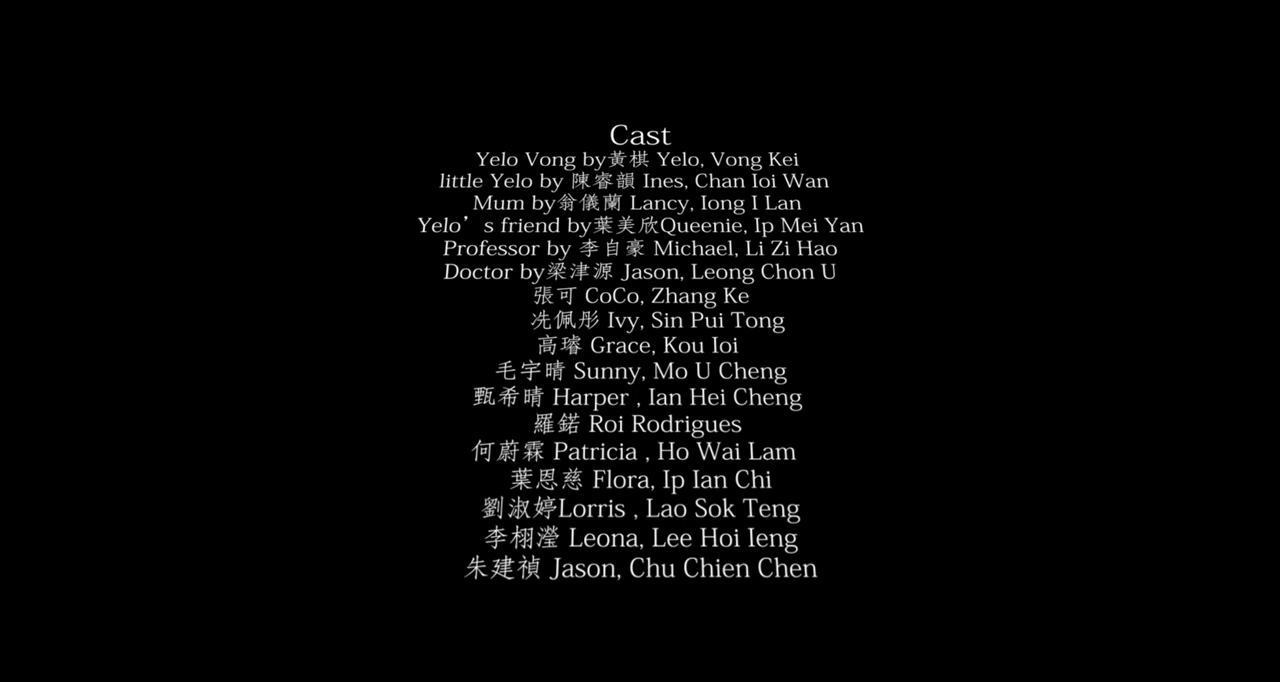 Cast
Yelo Vong by黃棋 Yelo, Vong Kei
little Yelo by 陳睿韻 Ines, Chan Ioi Wan
Mum by翁儀蘭 Lancy, Iong I Lan
Yelo’s friend by葉美欣Queenie, Ip Mei Yan
Professor by 李自豪 Michael, Li Zi Hao
Doctor by梁津源 Jason, Leong Chon U
張可 CoCo, Zhang Ke
冼佩彤 Ivy, Sin Pui Tong
高璿 Grace, Kou Ioi
毛宇晴 Sunny, Mo U Cheng
甄希晴 Harper , Ian Hei Cheng
羅鍩 Roi Rodrigues
何蔚霖 Patricia , Ho Wai Lam
葉恩慈 Flora, Ip Ian Chi
劉淑婷Lorris , Lao Sok Teng
李栩瀅 Leona, Lee Hoi Ieng
朱建禎 Jason, Chu Chien Chen